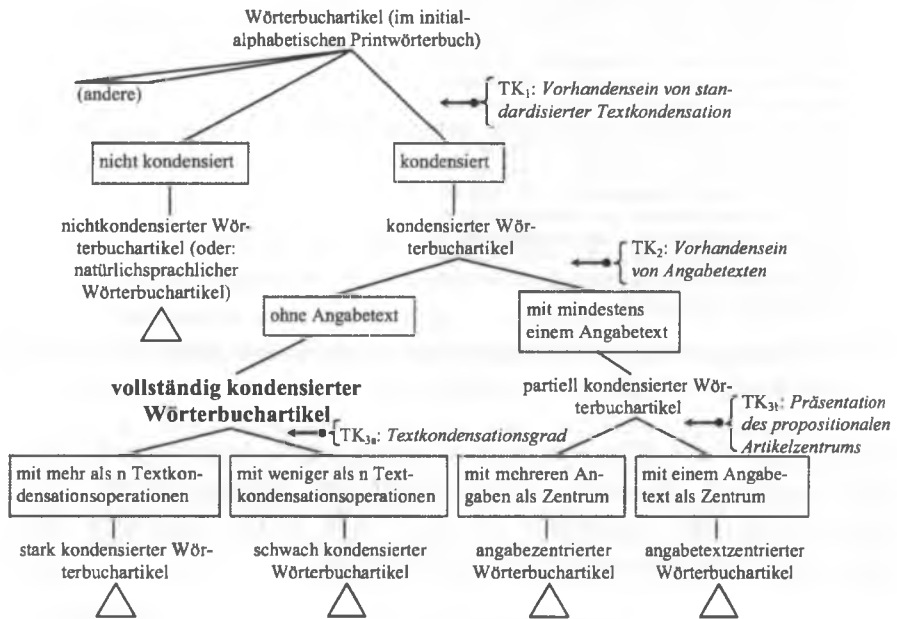 Wörterbuchartikel (im initial-
alphabetischen Printwörterbuch)
(andere)
TK₁: Vorhandensein von stan-
dardisierter Textkondensation
nicht kondensiert
kondensiert
nichtkondensierter Wör-
terbuchartikel (oder:
natürlichsprachlicher
Wörterbuchartikel)
kondensierter Wör-
terbuchartikel
TK₂: Vorhandensein
von Angabetexten
ohne Angabetext
mit mindestens
einem Angabetext
vollständig kondensierter
Wörterbuchartikel
partiell kondensierter Wör-
terbuchartikel
TK₃ₐ: Textkondensationsgrad
TK₃b: Präsentation
des propositionalen
Artikelzentrums
mit mehr als n Textkon-
densationsoperationen
mit weniger als n Text-
kondensationsoperationen
mit mehreren An-
gaben als Zentrum
mit einem Angabe-
text als Zentrum
stark kondensierter Wör-
terbuchartikel
schwach kondensierter
Wörterbuchartikel
angabezentrierter
Wörterbuchartikel
angabetextzentrierter
Wörterbuchartikel